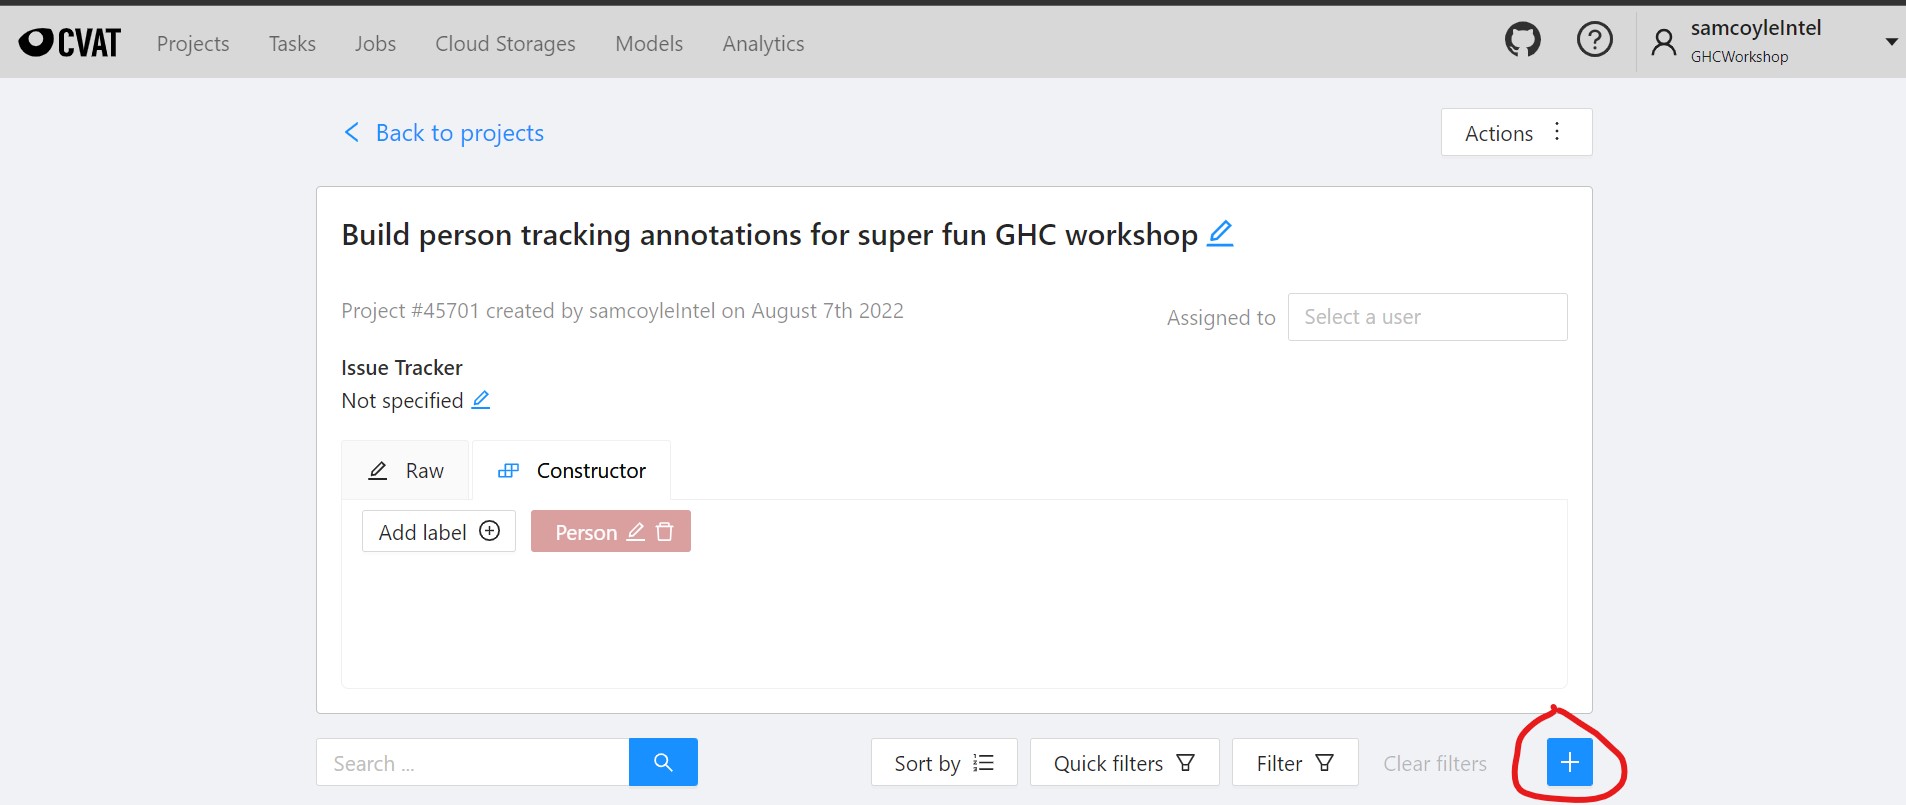 CVAT Projects Tasks Jobs Cloud Storages Models Analytics samcoyleIntel
GHCWorkshop
Back to projects Actions
Build person tracking annotations for super fun GHC workshop
Project #45701 created by samcoyleIntel on August 7th 2022 Assigned to Select a user
Issue Tracker
Not specified
Raw Constructor
Add label Person
Search ... Sort by Quick filters Filter Clear filters